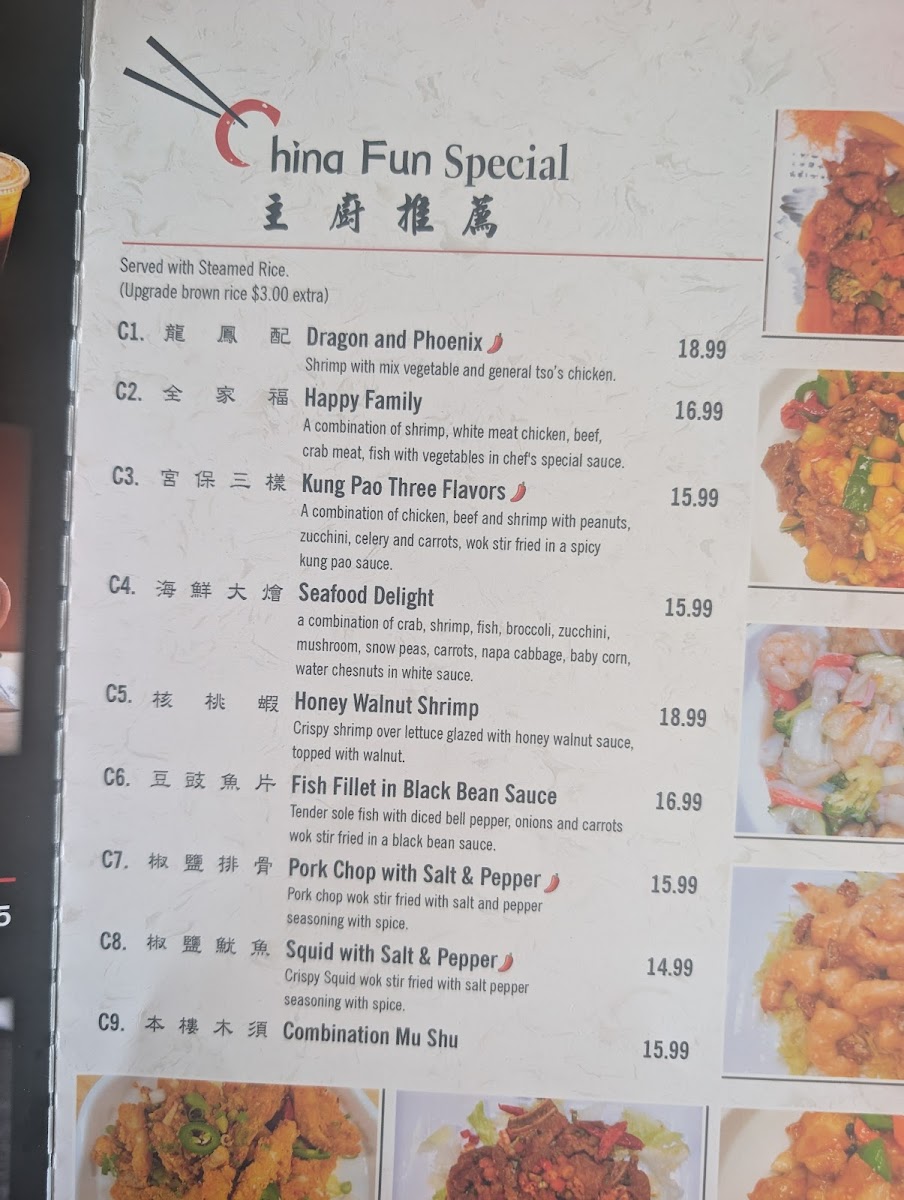 China Fun Special
主廚推薦
Served with Steamed Rice.
(Upgrade brown rice $3.00 extra)
C1. 龍鳳配 Dragon and Phoenix 18.99
Shrimp with mix vegetable and general tso's chicken.
C2. 全家福 Happy Family 16.99
A combination of shrimp, white meat chicken, beef,
crab meat, fish with vegetables in chef's special sauce.
C3. 宮保三樣 Kung Pao Three Flavors 15.99
A combination of chicken, beef and shrimp with peanuts,
zucchini, celery and carrots, wok stir fried in a spicy
kung pao sauce.
C4. 海鮮大燴 Seafood Delight 15.99
a combination of crab, shrimp, fish, broccoli, zucchini,
mushroom, snow peas, carrots, napa cabbage, baby corn,
water chesnuts in white sauce.
C5. 核桃蝦 Honey Walnut Shrimp 18.99
Crispy shrimp over lettuce glazed with honey walnut sauce,
topped with walnut.
C6. 豆豉魚片 Fish Fillet in Black Bean Sauce 16.99
Tender sole fish with diced bell pepper, onions and carrots
wok stir fried in a black bean sauce.
C7. 椒鹽排骨 Pork Chop with Salt & Pepper 15.99
Pork chop wok stir fried with salt and pepper
seasoning with spice.
C8. 椒鹽魷魚 Squid with Salt & Pepper 14.99
Crispy Squid wok stir fried with salt pepper
seasoning with spice.
C9. 本樓木須 Combination Mu Shu 15.99
5